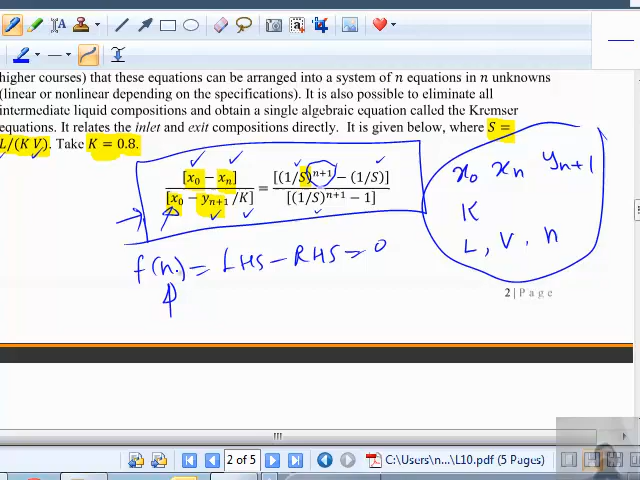 higher courses) that these equations can be arranged into a system of n equations in n unknowns
(linear or nonlinear depending on the specifications). It is also possible to eliminate all
intermediate liquid compositions and obtain a single algebraic equation called the Kremser
equations. It relates the inlet and exit compositions directly. It is given below, where S =
L/(K V). Take K = 0.8.
[x₀ − xₙ] / [x₀ − yₙ₊₁/K] = [(1/S)ⁿ⁺¹ − (1/S)] / [(1/S)ⁿ⁺¹ − 1]
x₀ xₙ yₙ₊₁
K
L, V, n
f(n) = LHS − RHS = 0
2 | Page
2 of 5
C:\Users\n...\L10.pdf (5 Pages)